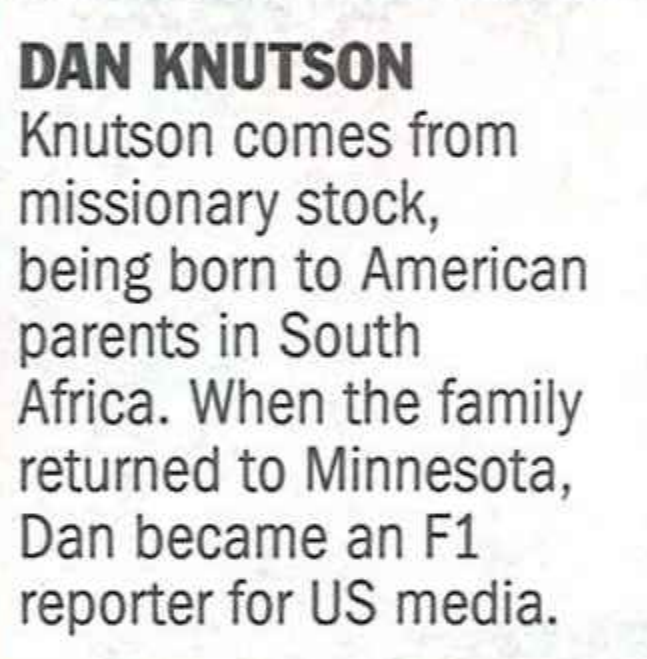 DAN KNUTSON
Knutson comes from
missionary stock,
being born to American
parents in South
Africa. When the family
returned to Minnesota,
Dan became an F1
reporter for US media.